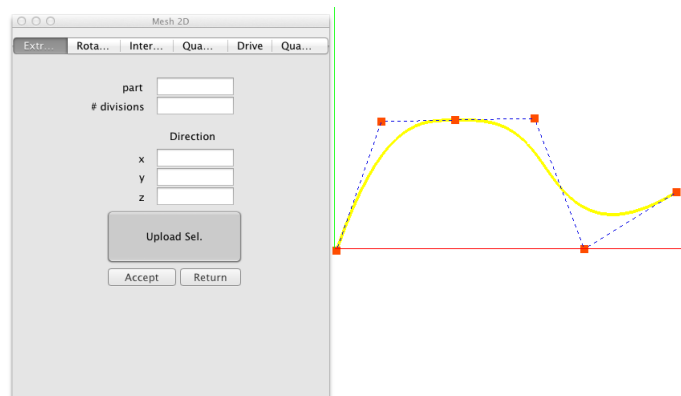 Mesh 2D
Extr... Rota... Inter... Qua... Drive Qua...
part
# divisions
Direction
x
y
z
Upload Sel.
Accept Return